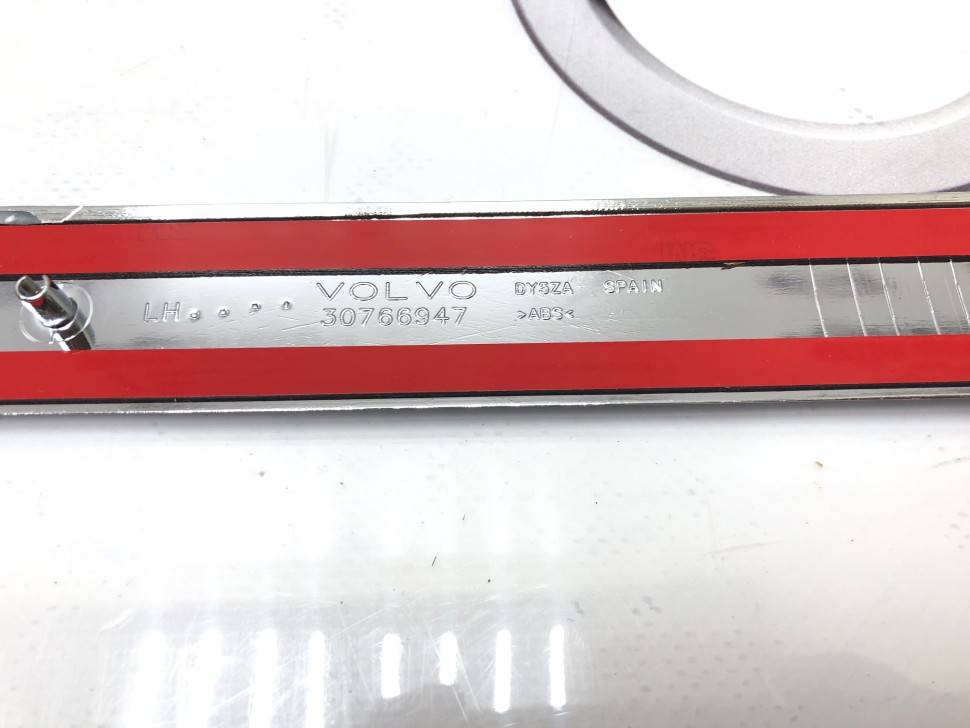 LH VOLVO DY3ZA SPAIN
30766947 >ABS<